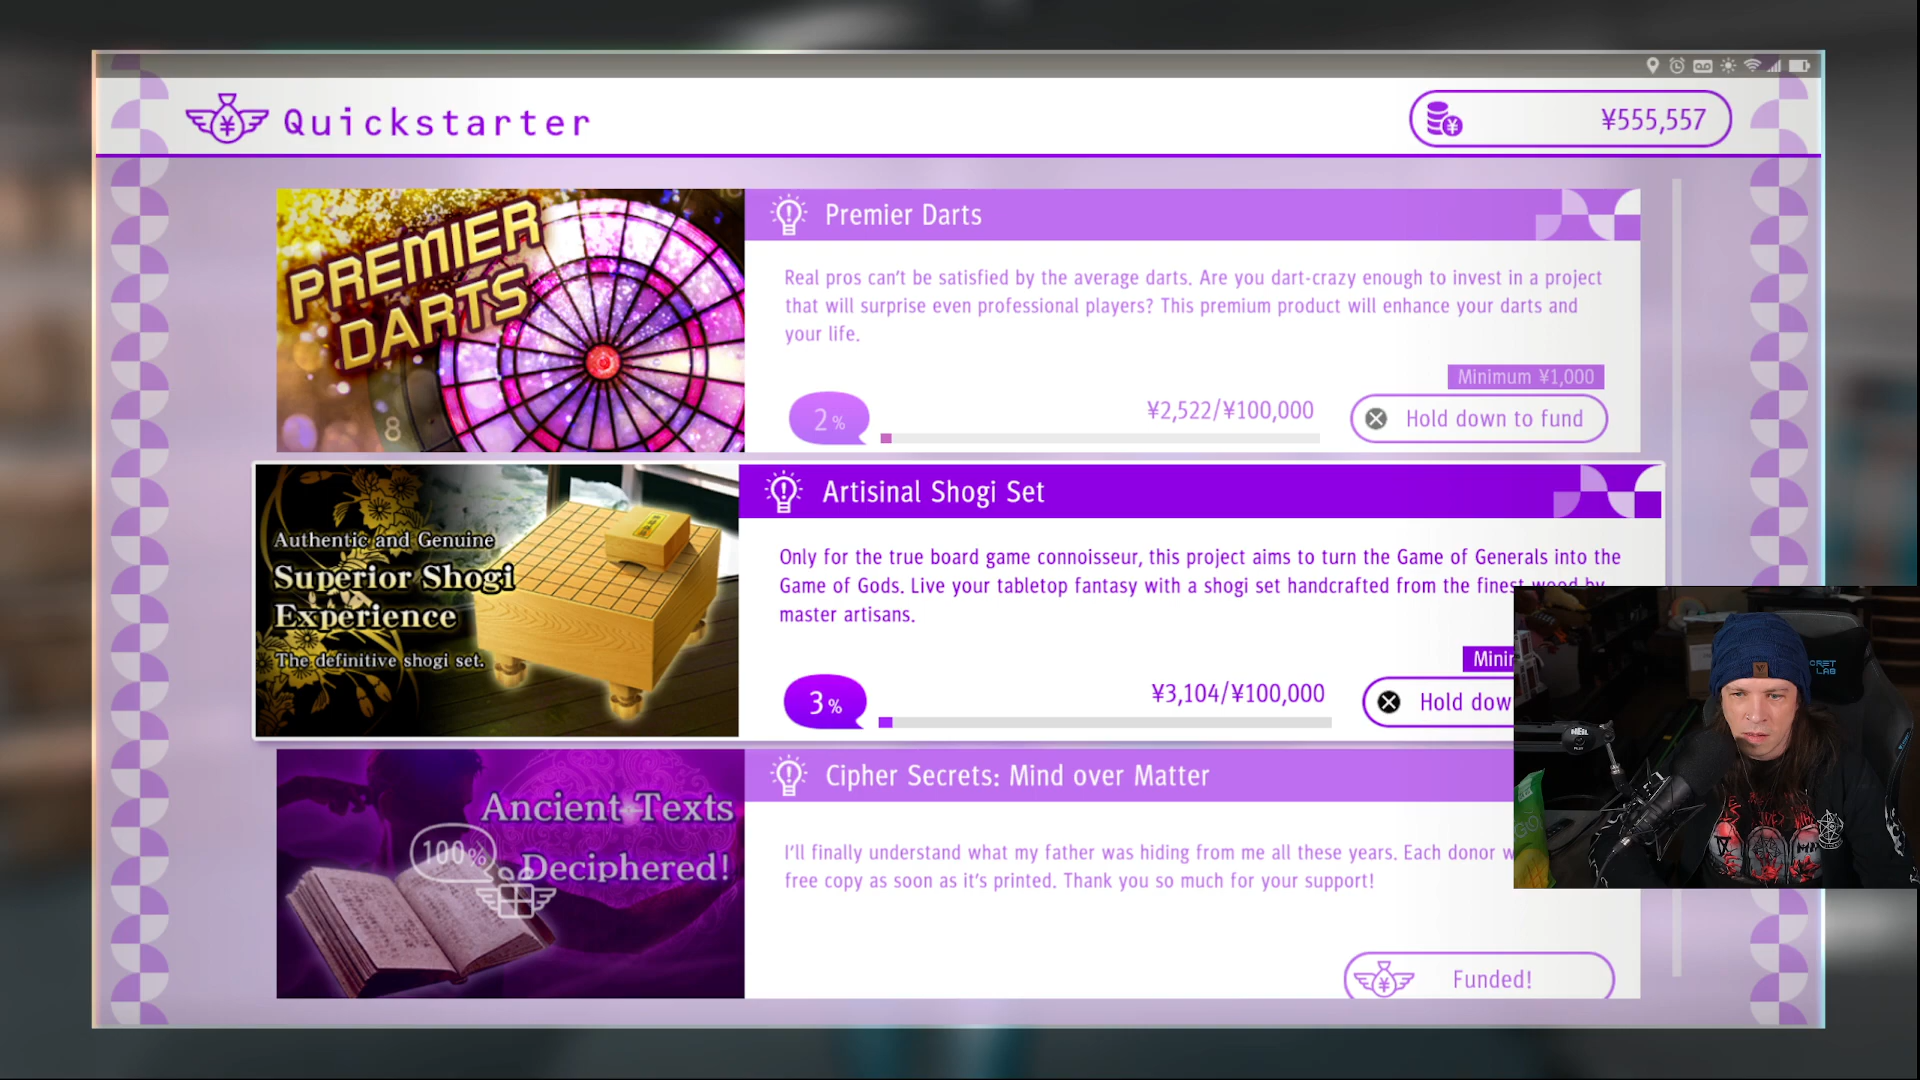 Quickstarter
¥555,557
PREMIER
DARTS
8
Premier Darts
Real pros can't be satisfied by the average darts. Are you dart-crazy enough to invest in a project
that will surprise even professional players? This premium product will enhance your darts and
your life.
Minimum ¥1,000
2%
¥2,522/¥100,000
Hold down to fund
Authentic and Genuine
Superior Shogi
Experience
The definitive shogi set.
Artisinal Shogi Set
Only for the true board game connoisseur, this project aims to turn the Game of Generals into the
Game of Gods. Live your tabletop fantasy with a shogi set handcrafted from the finest wood by
master artisans.
3%
¥3,104/¥100,000
Hold
Ancient Texts
Deciphered!
100%
Cipher Secrets: Mind over Matter
I'll finally understand what my father was hiding from me all these years. Each donor
free copy as soon as it's printed. Thank you so much for your support!
Funded!